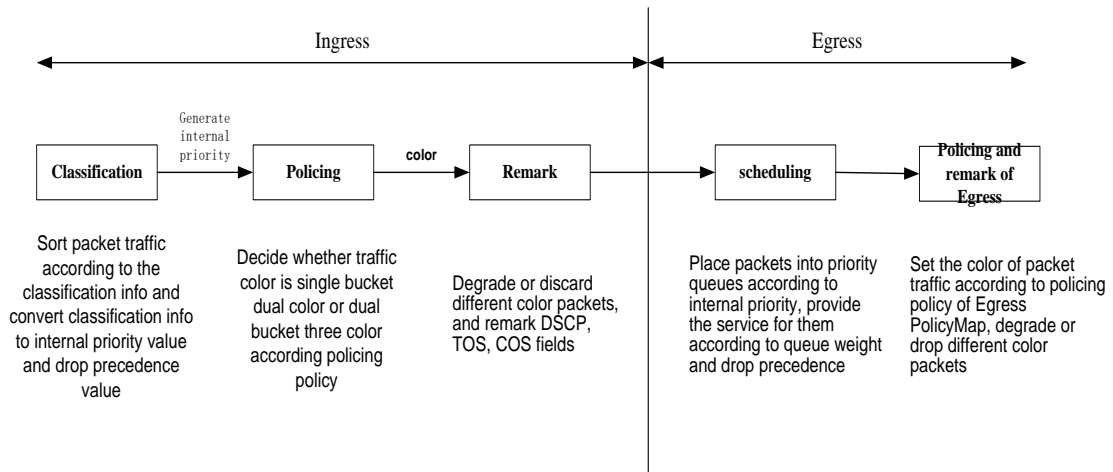 Ingress
Egress
Generate
internal
priority
color
Classification
Policing
Remark
scheduling
Policing and
remark of
Egress
Sort packet traffic
according to the
classification info and
convert classification info
to internal priority value
and drop precedence
value
Decide whether traffic
color is single bucket
dual color or dual
bucket three color
according policing
policy
Degrade or discard
different color packets,
and remark DSCP,
TOS, COS fields
Place packets into priority
queues according to
internal priority, provide
the service for them
according to queue weight
and drop precedence
Set the color of packet
traffic according to policing
policy of Egress
PolicyMap, degrade or
drop different color
packets